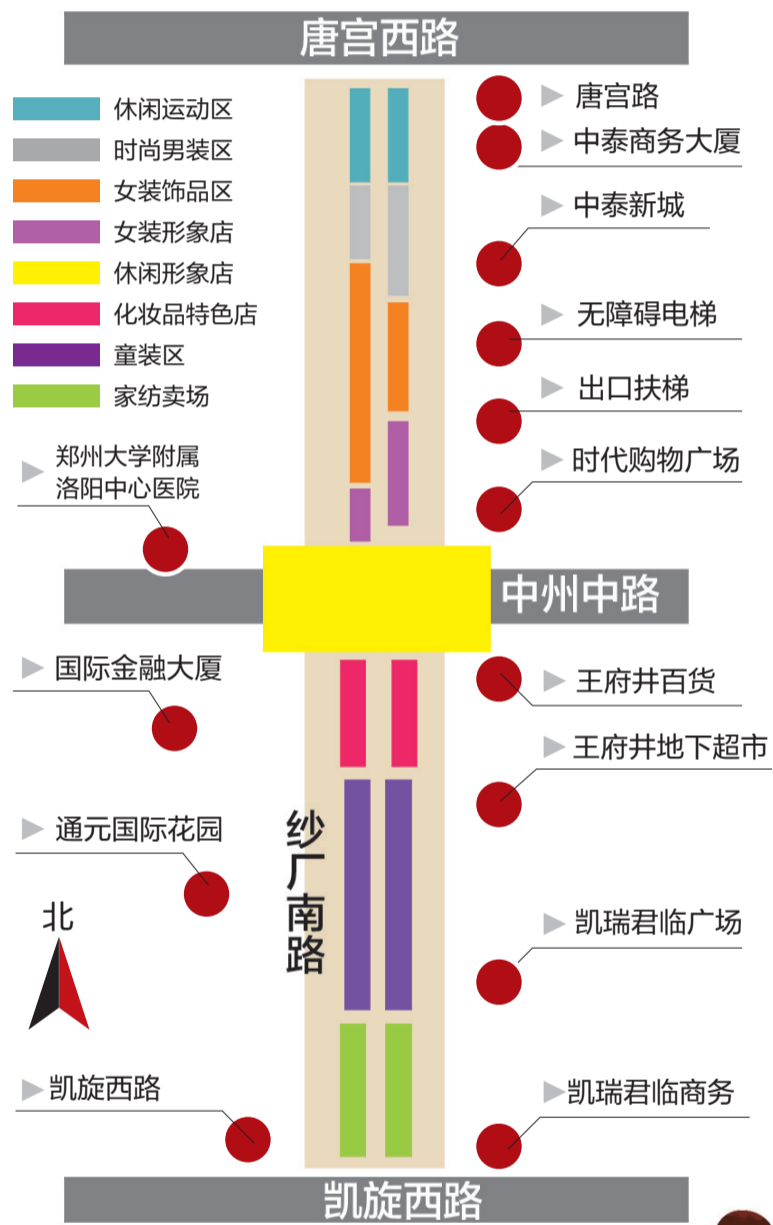 唐宫西路
休闲运动区
时尚男装区
女装饰品区
女装形象店
休闲形象店
化妆品特色店
童装区
家纺卖场
唐宫路
中泰商务大厦
中泰新城
无障碍电梯
出口扶梯
时代购物广场
郑州大学附属
洛阳中心医院
中州中路
国际金融大厦
通元国际花园
王府井百货
王府井地下超市
纱厂南路
北
凯瑞君临广场
凯旋西路
凯瑞君临商务
凯旋西路